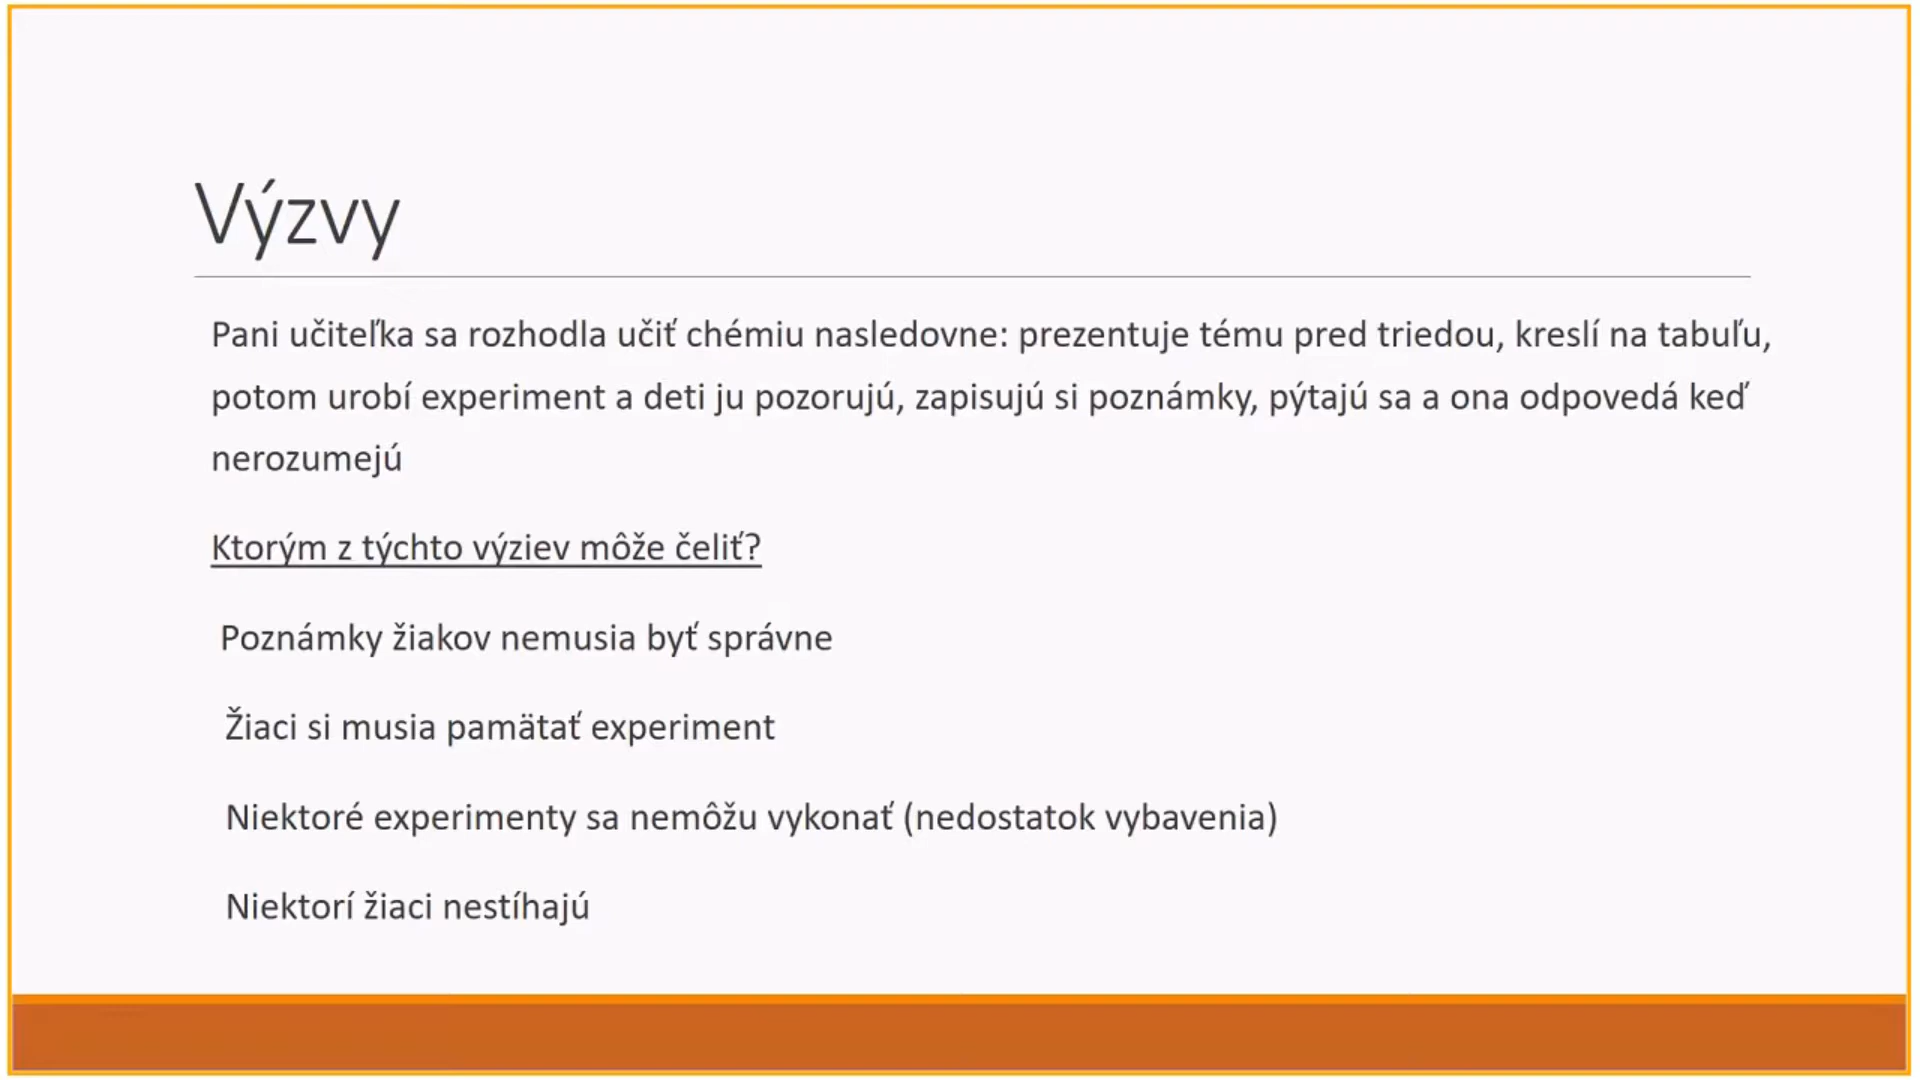 Výzvy
Pani učiteľka sa rozhodla učiť chémiu nasledovne: prezentuje tému pred triedou, kreslí na tabuľu,
potom urobí experiment a deti ju pozorujú, zapisujú si poznámky, pýtajú sa a ona odpovedá keď
nerozumejú
Ktorým z týchto výziev môže čeliť?
Poznámky žiakov nemusia byť správne
Žiaci si musia pamätať experiment
Niektoré experimenty sa nemôžu vykonať (nedostatok vybavenia)
Niektorí žiaci nestíhajú